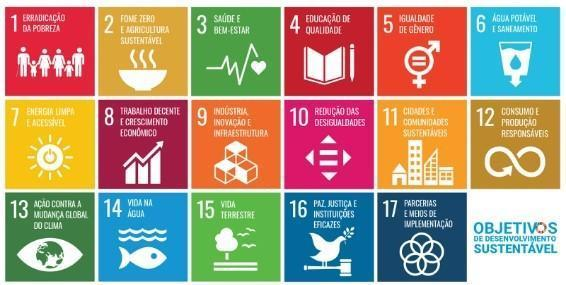 1 ERRADICAÇÃO
DA POBREZA
2 FOME ZERO
E AGRICULTURA
SUSTENTÁVEL
3 SAÚDE E
BEM-ESTAR
4 EDUCAÇÃO DE
QUALIDADE
5 IGUALDADE
DE GÊNERO
6 ÁGUA POTÁVEL
E SANEAMENTO
7 ENERGIA LIMPA
E ACESSÍVEL
8 TRABALHO DECENTE
E CRESCIMENTO
ECONÔMICO
9 INDÚSTRIA,
INOVAÇÃO E
INFRAESTRUTURA
10 REDUÇÃO DAS
DESIGUALDADES
11 CIDADES E
COMUNIDADES
SUSTENTÁVEIS
12 CONSUMO E
PRODUÇÃO
RESPONSÁVEIS
13 AÇÃO CONTRA A
MUDANÇA GLOBAL
DO CLIMA
14 VIDA NA
ÁGUA
15 VIDA
TERRESTRE
16 PAZ, JUSTIÇA E
INSTITUIÇÕES
EFICAZES
17 PARCERIAS
E MEIOS DE
IMPLEMENTAÇÃO
OBJETIVOS
DE DESENVOLVIMENTO
SUSTENTÁVEL